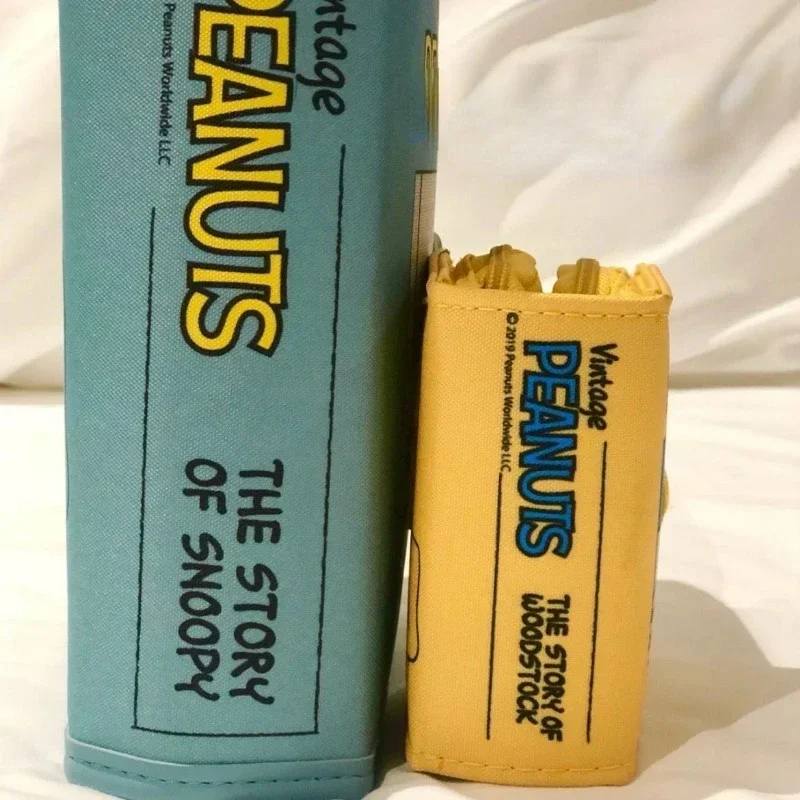 Vintage
PEANUTS
Peanuts Worldwide LLC
THE STORY
OF SNOOPY
Vintage
PEANUTS
© 2019 Peanuts Worldwide LLC
THE STORY OF
WOODSTOCK